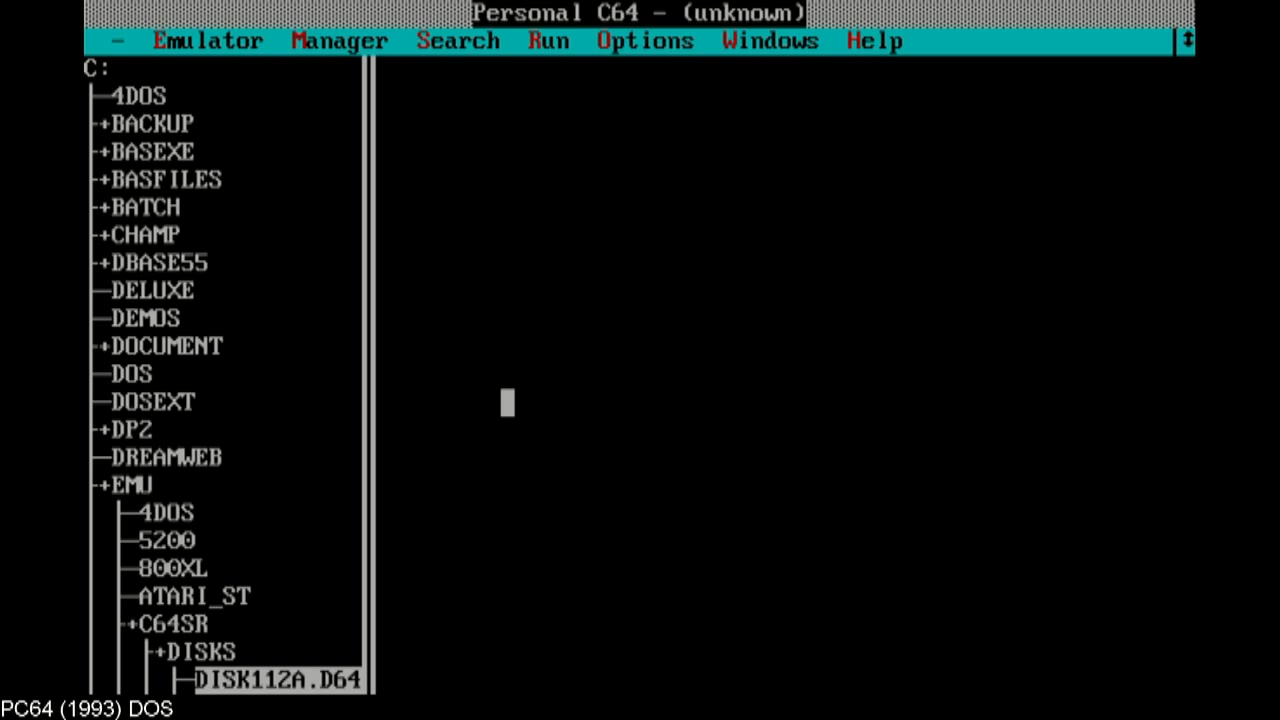 Personal C64 - (unknown)
- Emulator Manager Search Run Options Windows Help
C:
4DOS
+BACKUP
+BASEXE
+BASFILES
+BATCH
+CHAMP
+DBASE55
DELUXE
DEMOS
+DOCUMENT
DOS
DOSEXT
+DP2
DREAMWEB
+EMU
4DOS
5200
800XL
ATARI_ST
+C64SR
+DISKS
DISK112A.D64
PC64 (1993) DOS